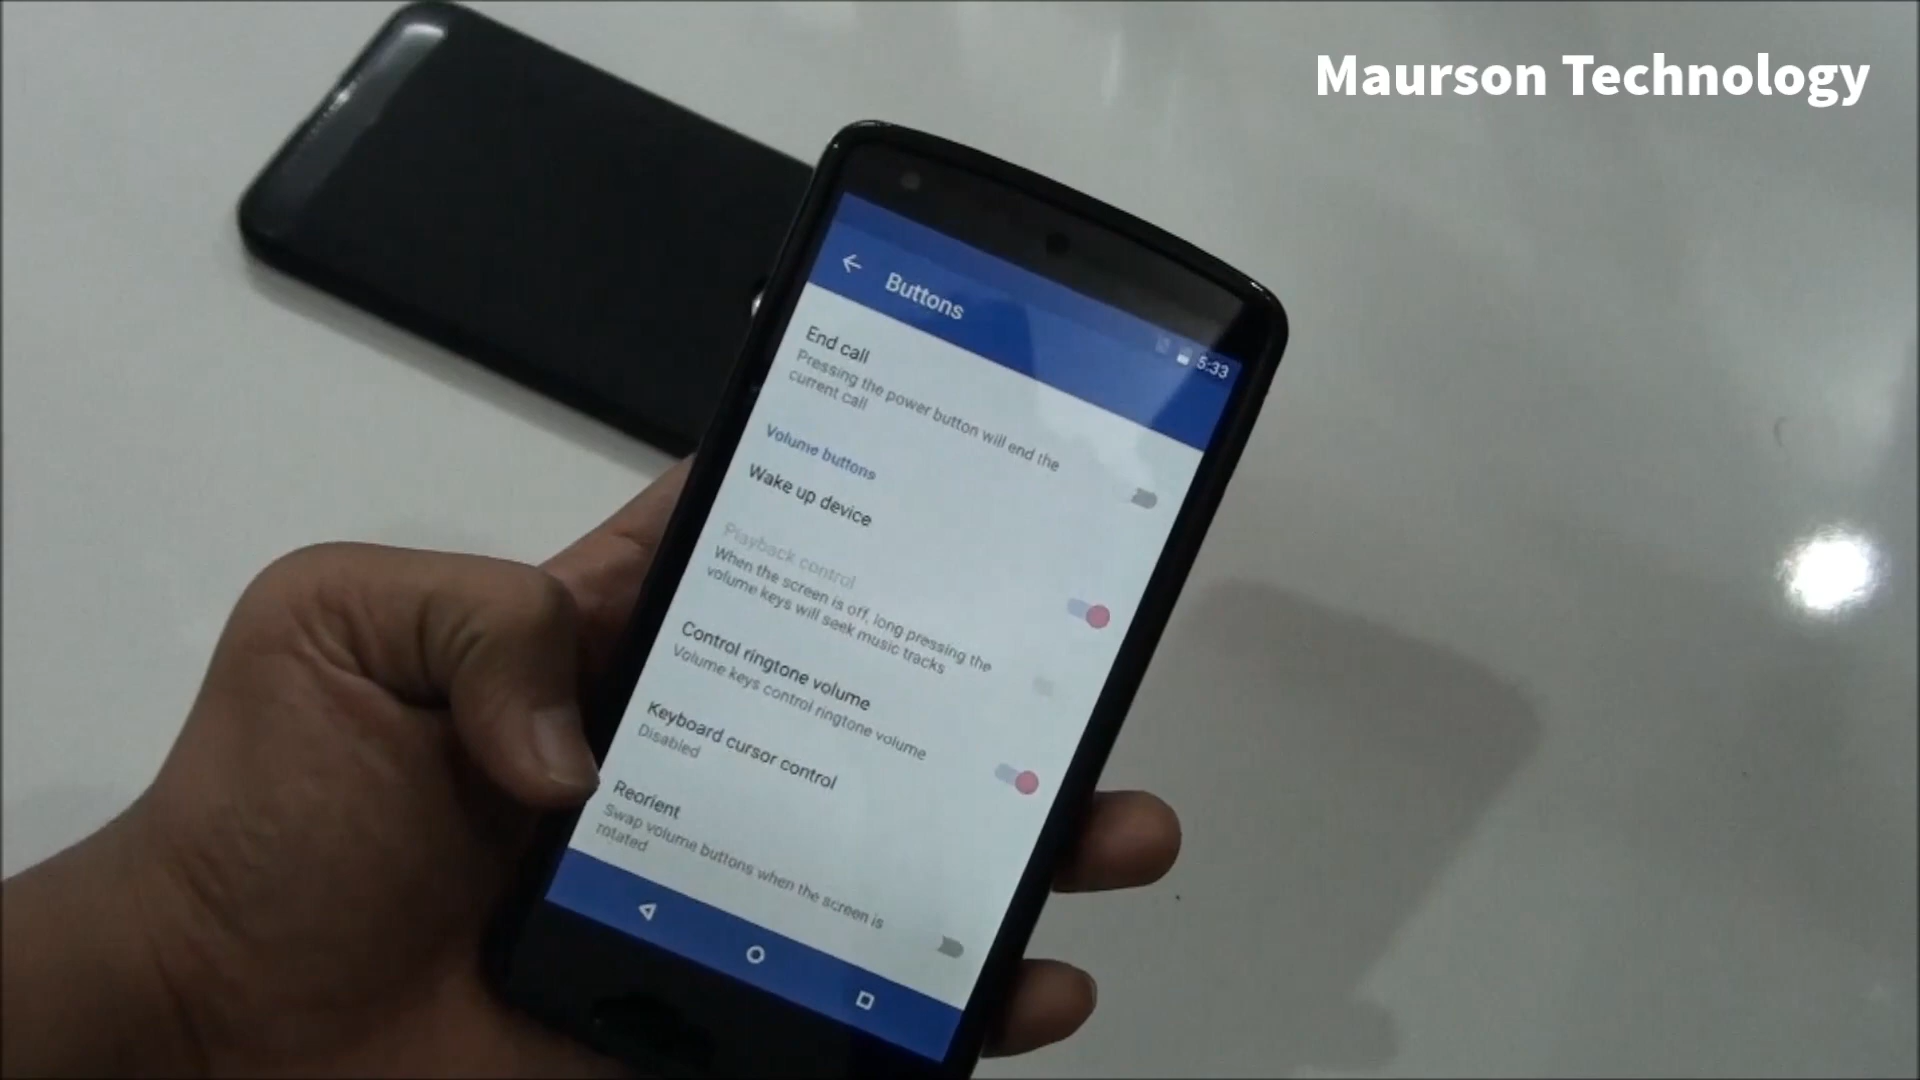 Maurson Technology
5:33
Buttons
End call
Pressing the power button will end the
current call
Volume buttons
Wake up device
Playback control
When the screen is off, long pressing the
volume keys will seek music tracks
Control ringtone volume
Volume keys control ringtone volume
Keyboard cursor control
Disabled
Reorient
Swap volume buttons when the screen is
rotated